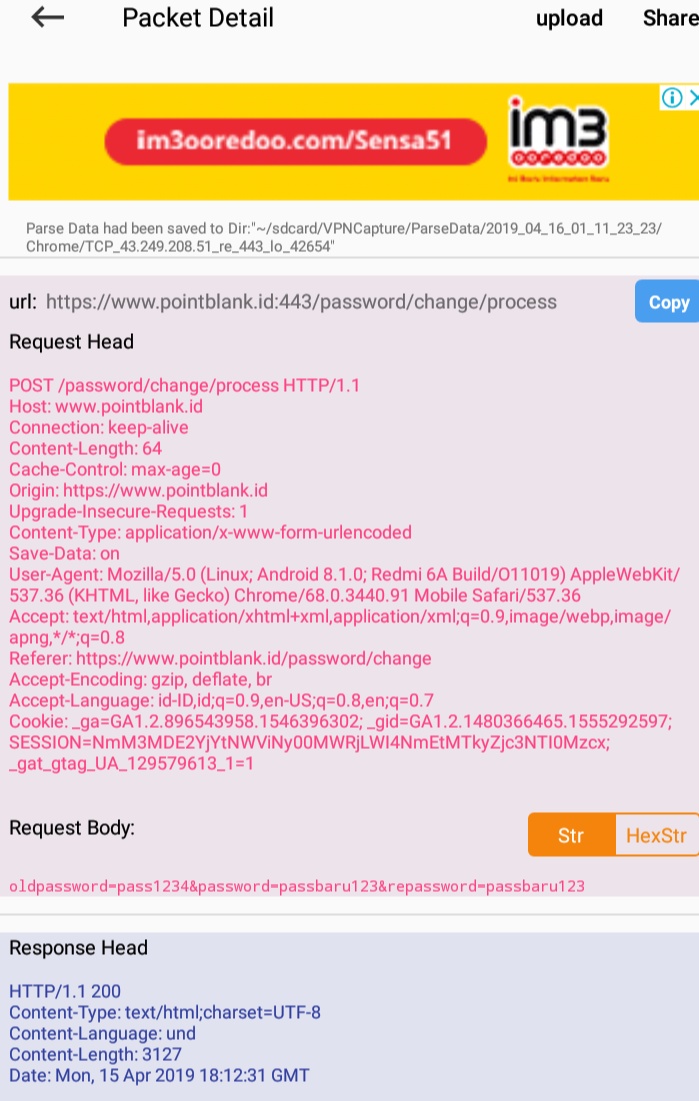 Packet Detail upload Share
im3ooredoo.com/Sensa51 im3
ooredoo
Parse Data had been saved to Dir:"~/sdcard/VPNCapture/ParseData/2019_04_16_01_11_23_23/
Chrome/TCP_43.249.208.51_re_443_lo_42654"
url: https://www.pointblank.id:443/password/change/process Copy
Request Head
POST /password/change/process HTTP/1.1
Host: www.pointblank.id
Connection: keep-alive
Content-Length: 64
Cache-Control: max-age=0
Origin: https://www.pointblank.id
Upgrade-Insecure-Requests: 1
Content-Type: application/x-www-form-urlencoded
Save-Data: on
User-Agent: Mozilla/5.0 (Linux; Android 8.1.0; Redmi 6A Build/O11019) AppleWebKit/
537.36 (KHTML, like Gecko) Chrome/68.0.3440.91 Mobile Safari/537.36
Accept: text/html,application/xhtml+xml,application/xml;q=0.9,image/webp,image/
apng,*/*;q=0.8
Referer: https://www.pointblank.id/password/change
Accept-Encoding: gzip, deflate, br
Accept-Language: id-ID,id;q=0.9,en-US;q=0.8,en;q=0.7
Cookie: _ga=GA1.2.896543958.1546396302; _gid=GA1.2.1480366465.1555292597;
SESSION=NmM3MDE2YjYtNWViNy00MWRjLWI4NmEtMTkyZjc3NTI0Mzcx;
_gat_gtag_UA_129579613_1=1
Request Body: Str HexStr
oldpassword=pass1234&password=passbaru123&repassword=passbaru123
Response Head
HTTP/1.1 200
Content-Type: text/html;charset=UTF-8
Content-Language: und
Content-Length: 3127
Date: Mon, 15 Apr 2019 18:12:31 GMT